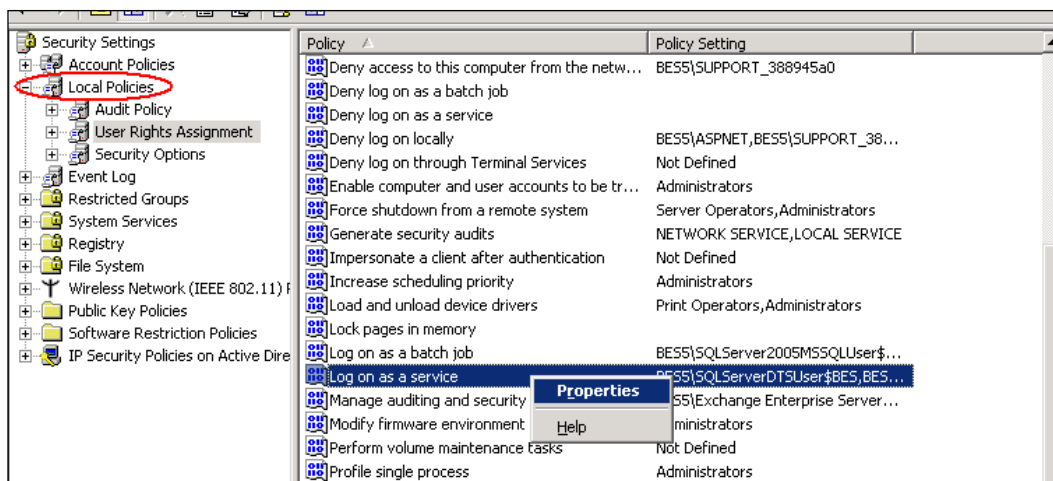 Security Settings
Account Policies
Local Policies
Audit Policy
User Rights Assignment
Security Options
Event Log
Restricted Groups
System Services
Registry
File System
Wireless Network (IEEE 802.11)
Public Key Policies
Software Restriction Policies
IP Security Policies on Active Dire
Policy Policy Setting
Deny access to this computer from the netw... BES5\SUPPORT_388945a0
Deny log on as a batch job
Deny log on as a service
Deny log on locally BES5\ASPNET,BES5\SUPPORT_38...
Deny log on through Terminal Services Not Defined
Enable computer and user accounts to be tr... Administrators
Force shutdown from a remote system Server Operators,Administrators
Generate security audits NETWORK SERVICE,LOCAL SERVICE
Impersonate a client after authentication Not Defined
Increase scheduling priority Administrators
Load and unload device drivers Print Operators,Administrators
Lock pages in memory
Log on as a batch job BES5\SQLServer2005MSSQLUser$...
Log on as a service BES5\SQLServerDTSUser$BES,BES...
Manage auditing and security S5\Exchange Enterprise Server...
Modify firmware environment ministrators
Perform volume maintenance tasks Not Defined
Profile single process Administrators
Properties
Help